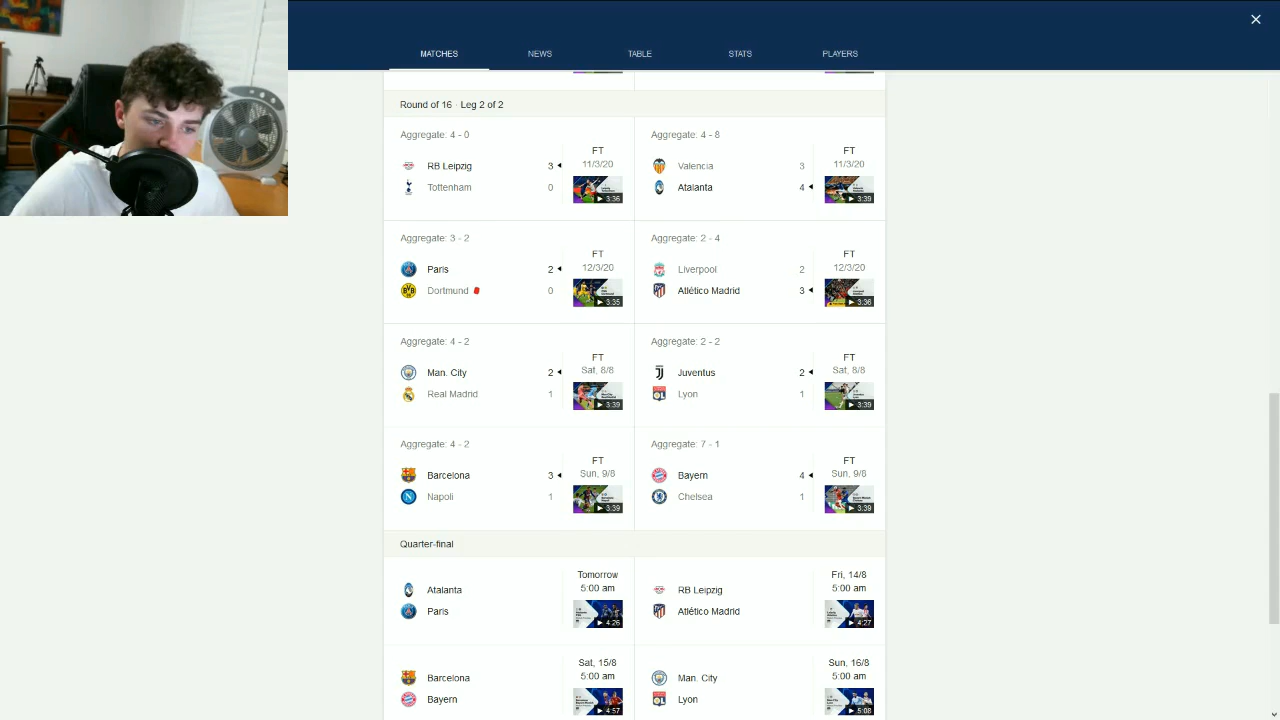 MATCHES NEWS TABLE STATS PLAYERS
Round of 16 · Leg 2 of 2
Aggregate: 4 - 0
RB Leipzig 3
Tottenham 0
FT
11/3/20
3:36
Aggregate: 4 - 8
Valencia 3
Atalanta 4
FT
11/3/20
3:39
Aggregate: 3 - 2
Paris 2
Dortmund 0
FT
12/3/20
3:35
Aggregate: 2 - 4
Liverpool 2
Atlético Madrid 3
FT
12/3/20
3:36
Aggregate: 4 - 2
Man. City 2
Real Madrid 1
FT
Sat, 8/8
3:39
Aggregate: 2 - 2
Juventus 2
Lyon 1
FT
Sat, 8/8
3:39
Aggregate: 4 - 2
Barcelona 3
Napoli 1
FT
Sun, 9/8
3:39
Aggregate: 7 - 1
Bayern 4
Chelsea 1
FT
Sun, 9/8
3:39
Quarter-final
Atalanta
Paris
Tomorrow
5:00 am
4:26
RB Leipzig
Atlético Madrid
Fri, 14/8
5:00 am
4:27
Barcelona
Bayern
Sat, 15/8
5:00 am
4:57
Man. City
Lyon
Sun, 16/8
5:00 am
5:08